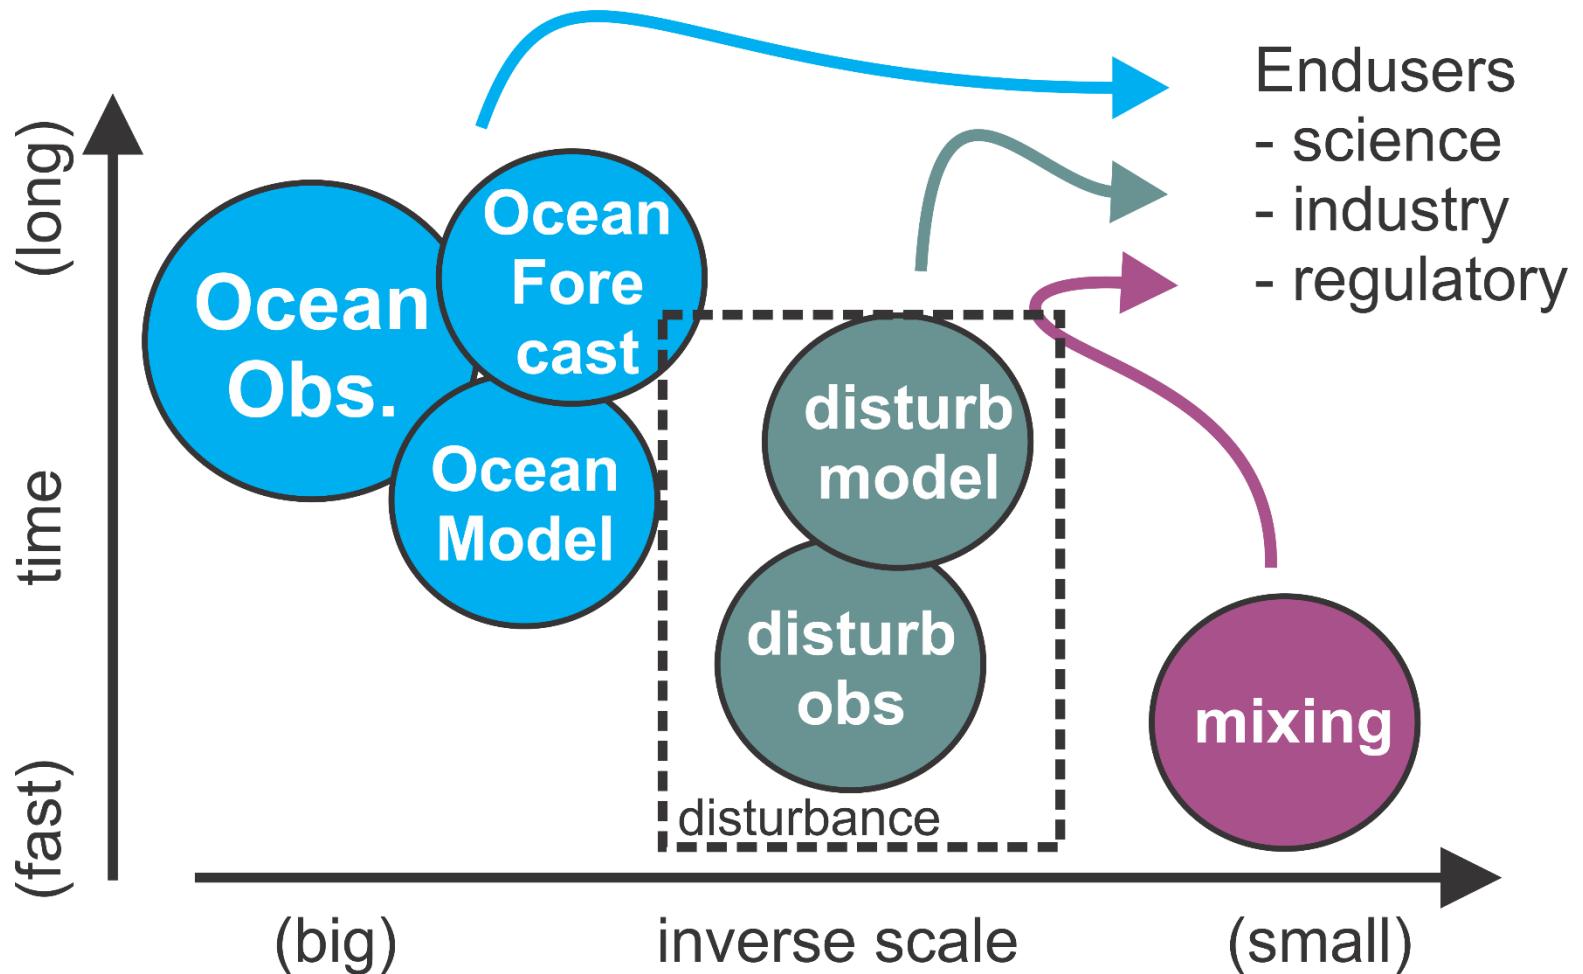 Endusers
- science
- industry
- regulatory
(long)
time
(fast)
Ocean
Obs.
Ocean
Fore
cast
Ocean
Model
disturb
model
disturb
obs
disturbance
mixing
(big)
inverse scale
(small)